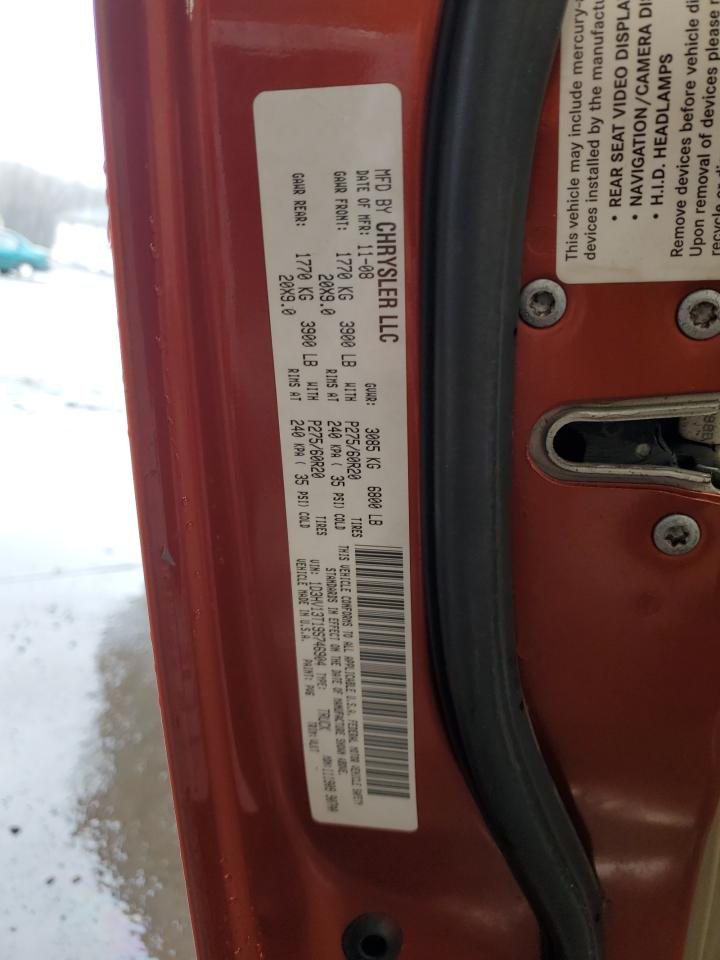 MFD BY CHRYSLER LLC
DATE OF MFR: 11-08 GVWR: 3085 KG 6800 LB
GAWR FRONT: 1770 KG 3900 LB WITH P275/60R20 TIRES
20X9.0 RIMS AT 240 KPA ( 35 PSI) COLD
GAWR REAR: 1770 KG 3900 LB WITH P275/60R20 TIRES
20X9.0 RIMS AT 240 KPA ( 35 PSI) COLD
THIS VEHICLE CONFORMS TO ALL APPLICABLE U.S.A. FEDERAL MOTOR VEHICLE SAFETY
STANDARDS IN EFFECT ON THE DATE OF MANUFACTURE SHOWN ABOVE.
VIN: 1D3HV13T19S746904 TYPE: TRUCK
VEHICLE MADE IN U.S.A. PAINT: TRIM:
This vehicle may include
devices installed by the
• REAR SEAT VIDEO
• NAVIGATION/CAMERA
• H.I.D. HEADLAMPS
Remove devices before vehicle
Upon removal of devices please